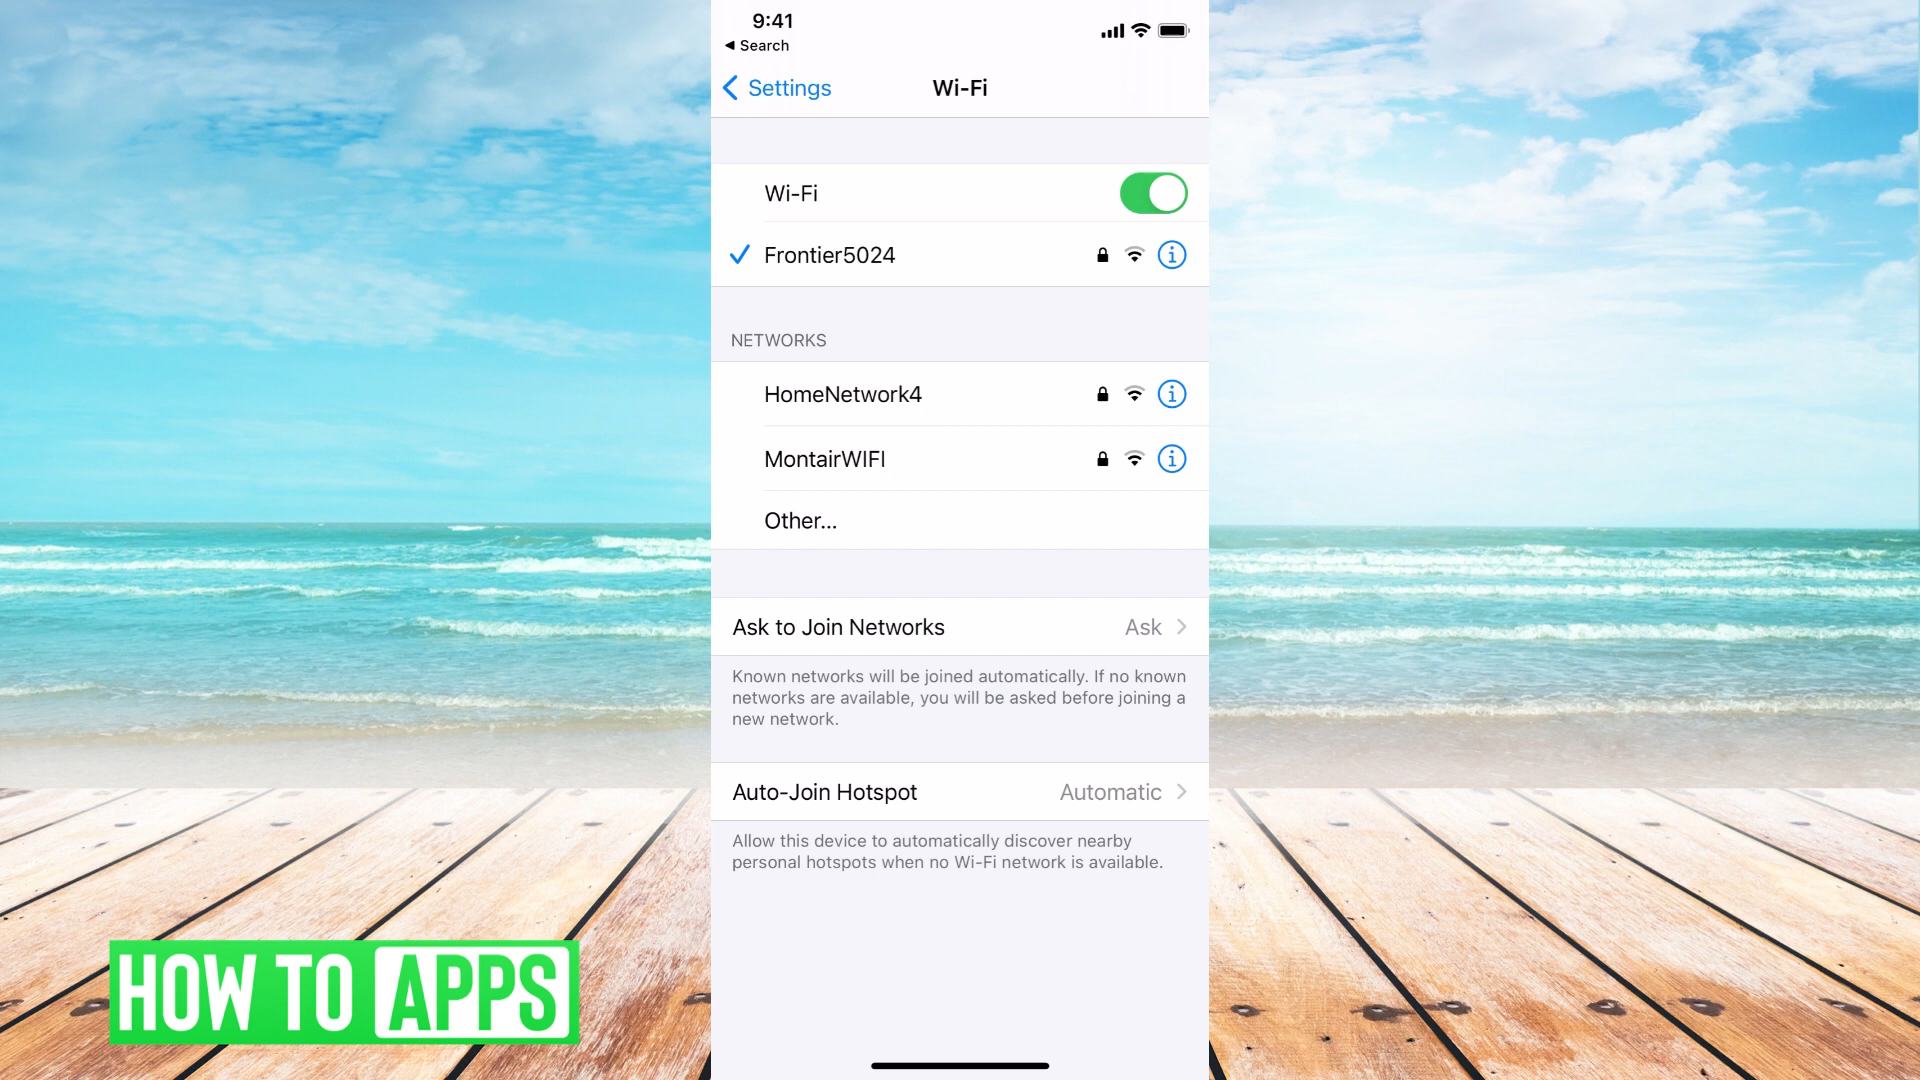 9:41
◀ Search
Settings
Wi-Fi
Wi-Fi
Frontier5024
NETWORKS
HomeNetwork4
MontairWIFI
Other...
Ask to Join Networks Ask
Known networks will be joined automatically. If no known
networks are available, you will be asked before joining a
new network.
Auto-Join Hotspot Automatic
Allow this device to automatically discover nearby
personal hotspots when no Wi-Fi network is available.
HOW TO APPS